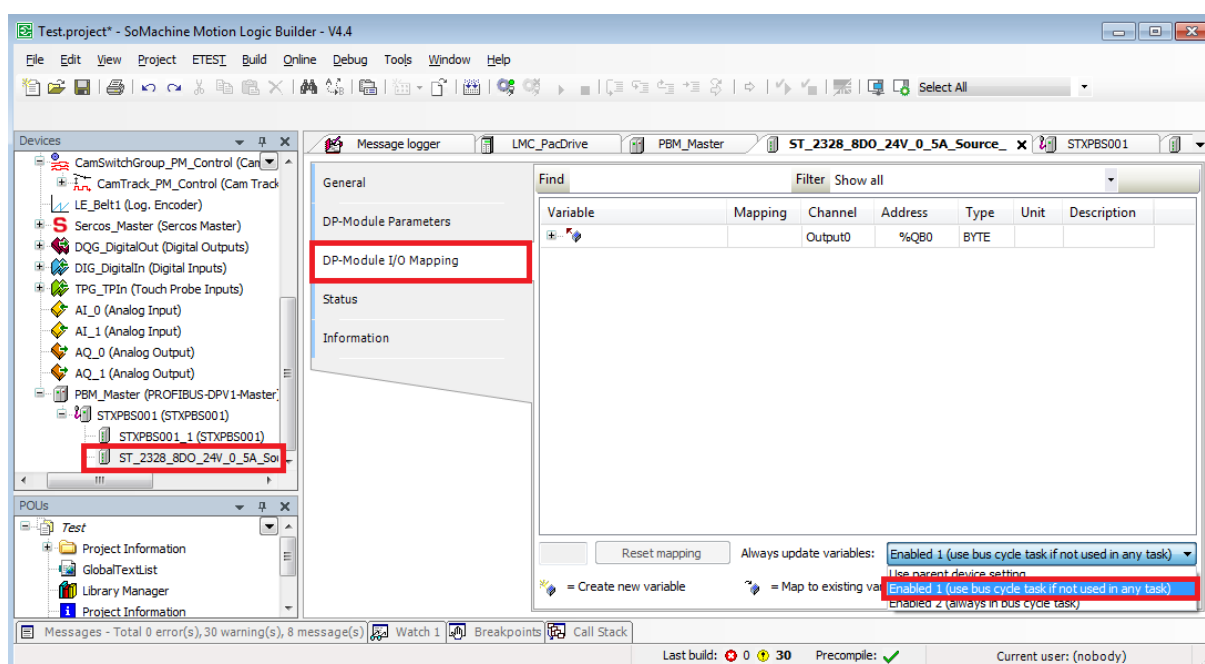 Test.project* - SoMachine Motion Logic Builder - V4.4
File Edit View Project ETEST Build Online Debug Tools Window Help
Select All
Devices
Message logger LMC_PacDrive PBM_Master ST_2328_8DO_24V_0_5A_Source_ STXPBS001
CamSwitchGroup_PM_Control (Can
CamTrack_PM_Control (Cam Track
LE_Belt1 (Log. Encoder)
Sercos_Master (Sercos Master)
DQG_DigitalOut (Digital Outputs)
DIG_DigitalIn (Digital Inputs)
TPG_TPIn (Touch Probe Inputs)
AI_0 (Analog Input)
AI_1 (Analog Input)
AQ_0 (Analog Output)
AQ_1 (Analog Output)
PBM_Master (PROFIBUS-DPV1-Master)
STXPBS001 (STXPBS001)
STXPBS001_1 (STXPBS001)
ST_2328_8DO_24V_0_5A_Sou
General
DP-Module Parameters
DP-Module I/O Mapping
Status
Information
Find Filter Show all
Variable Mapping Channel Address Type Unit Description
Output0 %QB0 BYTE
Reset mapping Always update variables: Enabled 1 (use bus cycle task if not used in any task)
Use parent device setting
Enabled 1 (use bus cycle task if not used in any task)
Enabled 2 (always in bus cycle task)
= Create new variable = Map to existing var
POUs
Test
Project Information
GlobalTextList
Library Manager
Project Information
Messages - Total 0 error(s), 30 warning(s), 8 message(s) Watch 1 Breakpoints Call Stack
Last build: 0 30 Precompile: Current user: (nobody)